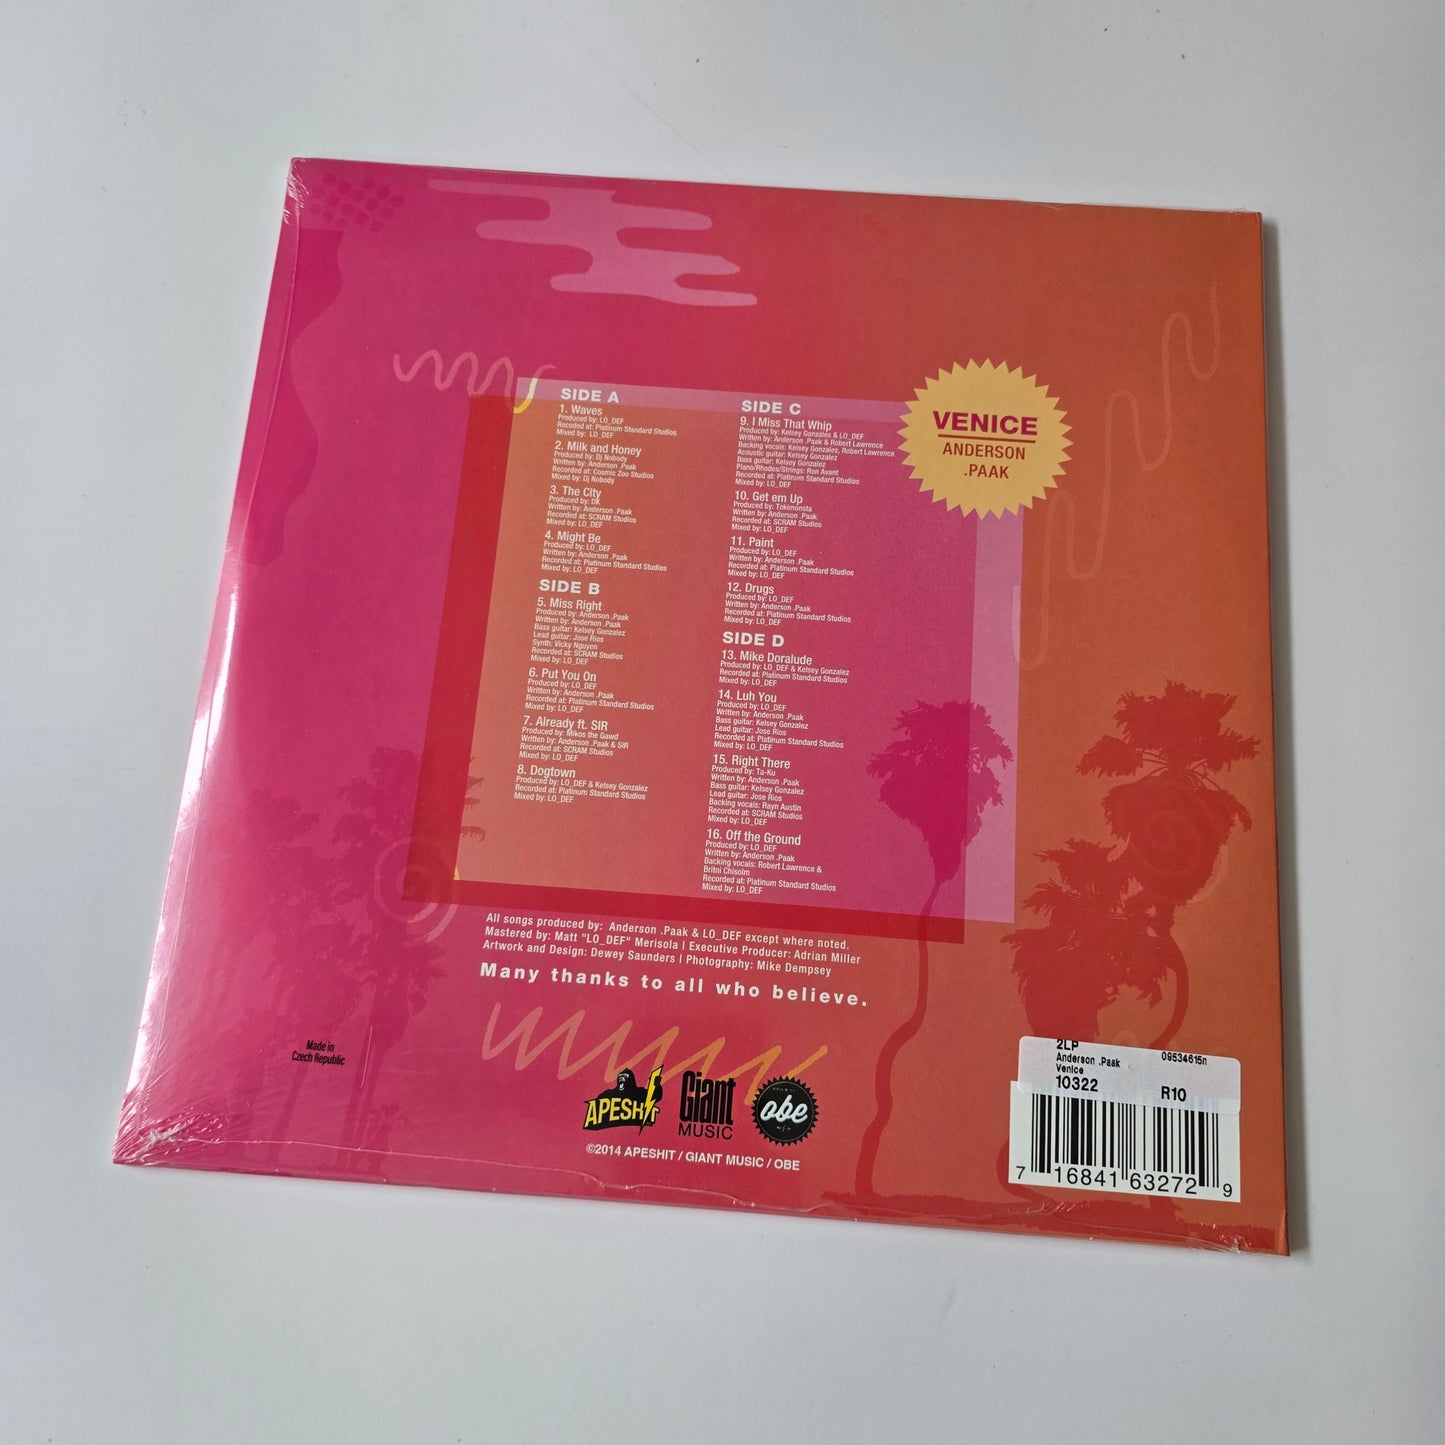 SIDE A
1. Waves
Produced by: LO_DEF
Recoded at: Platinum Standard Studios
Mixed by: LO_DEF
2. Milk and Honey
Produced by: Dj Nobody
Written by: Anderson .Paak
Recorded at: Cosmic Zoo Studios
Mixed by: Dj Nobody
3. The City
Produced by: DK
Written by: Anderson .Paak
Recorded at: SCRAM Studios
Mixed by: LO_DEF
4. Might Be
Produced by: LO_DEF
Written by: Anderson .Paak
Recorded at: Platinum Standard Studios
Mixed by: LO_DEF
SIDE B
5. Miss Right
Produced by: Anderson .Paak
Written by: Anderson .Paak
Bass guitar: Kelsey Gonzalez
Lead guitar: Jose Rios
Synth: Vicky Nguyen
Recorded at: SCRAM Studios
Mixed by: LO_DEF
6. Put You On
Produced by: LO_DEF
Written by: Anderson .Paak
Recorded at: Platinum Standard Studios
Mixed by: LO_DEF
7. Already ft. SIR
Produced by: Mikos the Gawd
Written by: Anderson .Paak & SIR
Recorded at: SCRAM Studios
Mixed by: LO_DEF
8. Dogtown
Produced by: LO_DEF & Kelsey Gonzalez
Recorded at: Platinum Standard Studios
Mixed by: LO_DEF
SIDE C
9. I Miss That Whip
Produced by: Kelsey Gonzales & LO_DEF
Written by: Anderson .Paak & Robert Lawrence
Backing vocals: Kelsey Gonzalez, Robert Lawrence
Acoustic guitar: Kelsey Gonzalez
Bass guitar: Kelsey Gonzalez
Piano/Rhodes/Strings: Ron Avant
Recorded at: Platinum Standard Studios
Mixed by: LO_DEF
10. Get em Up
Produced by: Tokimonsta
Written by: Anderson .Paak
Recorded at: SCRAM Studios
Mixed by: LO_DEF
11. Paint
Produced by: LO_DEF
Written by: Anderson .Paak
Recorded at: Platinum Standard Studios
Mixed by: LO_DEF
12. Drugs
Produced by: LO_DEF
Written by: Anderson .Paak
Recorded at: Platinum Standard Studios
Mixed by: LO_DEF
SIDE D
13. Mike Doralude
Produced by: LO_DEF & Kelsey Gonzalez
Recorded at: Platinum Standard Studios
Mixed by: LO_DEF
14. Luh You
Produced by: LO_DEF
Written by: Anderson .Paak
Bass guitar: Kelsey Gonzalez
Lead guitar: Jose Rios
Recorded at: Platinum Standard Studios
Mixed by: LO_DEF
15. Right There
Produced by: Ta-Ku
Written by: Anderson .Paak
Bass guitar: Kelsey Gonzalez
Lead guitar: Jose Rios
Backing vocals: Rayn Austin
Recorded at: SCRAM Studios
Mixed by: LO_DEF
16. Off the Ground
Produced by: LO_DEF
Written by: Anderson .Paak
Backing vocals: Robert Lawrence &
Britni Chisolm
Recorded at: Platinum Standard Studios
Mixed by: LO_DEF
VENICE
ANDERSON
.PAAK
All songs produced by: Anderson .Paak & LO_DEF except where noted.
Mastered by: Matt "LO_DEF" Merisola | Executive Producer: Adrian Miller
Artwork and Design: Dewey Saunders | Photography: Mike Dempsey
Many thanks to all who believe.
Made in
Czech Republic
APESHIT
Giant
MUSIC
obe
©2014 APESHIT / GIANT MUSIC / OBE
2LP
Anderson .Paak 09534615n
Venice
10322 R10
7 16841 63272 9